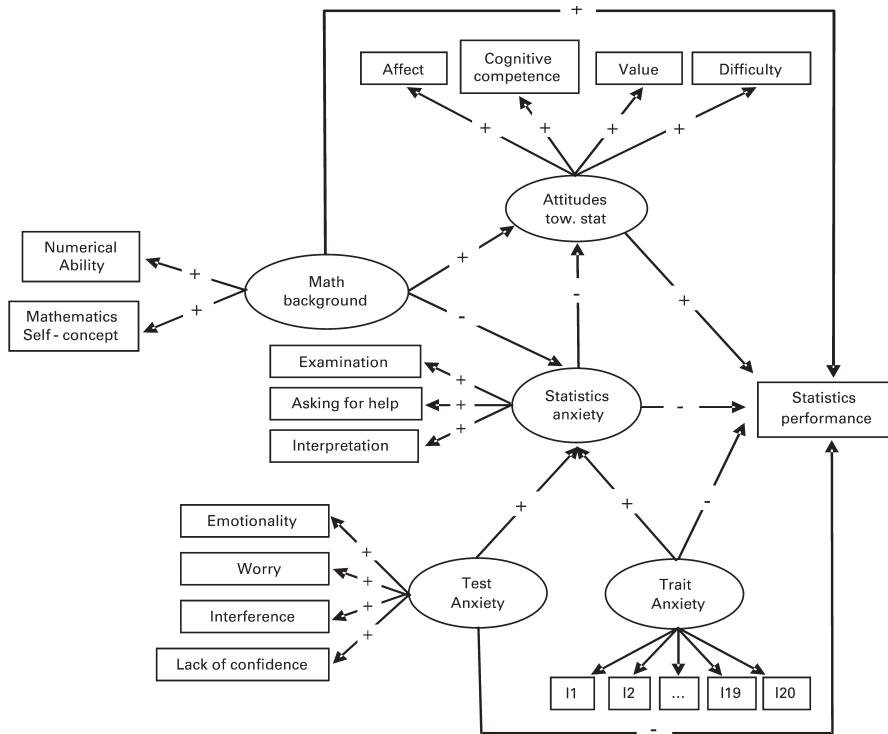 +
Affect
Cognitive
competence
Value
Difficulty
+
+
+
+
Attitudes
tow. stat
Numerical
Ability
+
Math
background
+
-
+
Mathematics
Self - concept
+
-
Examination
+
Asking for help
+
Interpretation
+
Statistics
anxiety
-
Statistics
performance
+
+
-
Emotionality
+
Worry
+
Interference
+
Lack of confidence
+
Test
Anxiety
Trait
Anxiety
I1
I2
...
I19
I20
-